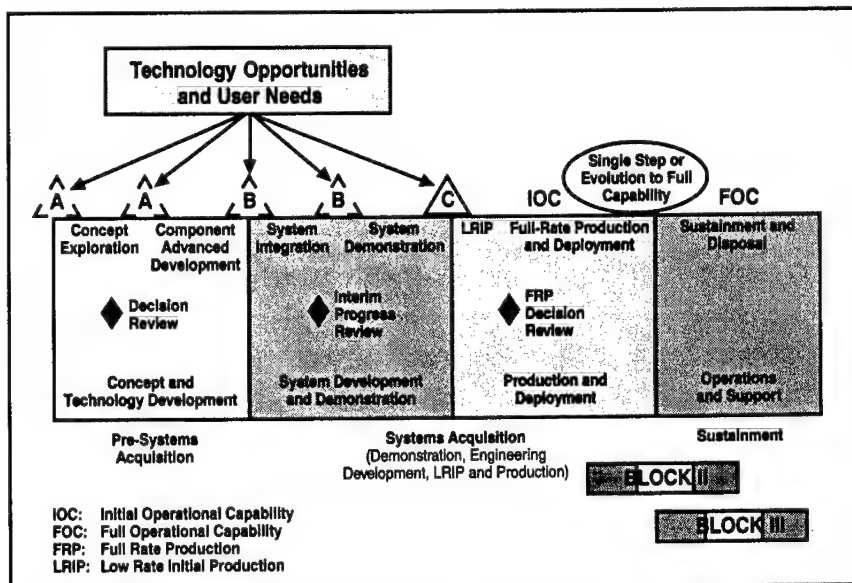 Technology Opportunities
and User Needs
A
A
B
B
C
IOC
Single Step or
Evolution to Full
Capability
FOC
Concept
Exploration
Component
Advanced
Development
System
Integration
System
Demonstration
LRIP
Full-Rate Production
and Deployment
Sustainment and
Disposal
Decision
Review
Interim
Progress
Review
FRP
Decision
Review
Concept and
Technology Development
System Development
and Demonstration
Production and
Deployment
Operations
and Support
Pre-Systems
Acquisition
Systems Acquisition
(Demonstration, Engineering
Development, LRIP and Production)
Sustainment
BLOCK II
BLOCK III
IOC: Initial Operational Capability
FOC: Full Operational Capability
FRP: Full Rate Production
LRIP: Low Rate Initial Production